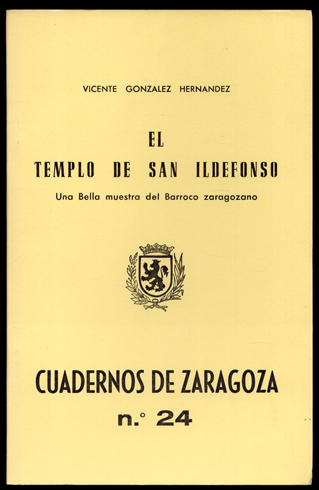 VICENTE GONZALEZ HERNANDEZ
EL
TEMPLO DE SAN ILDEFONSO
Una Bella muestra del Barroco zaragozano
CUADERNOS DE ZARAGOZA
n.° 24